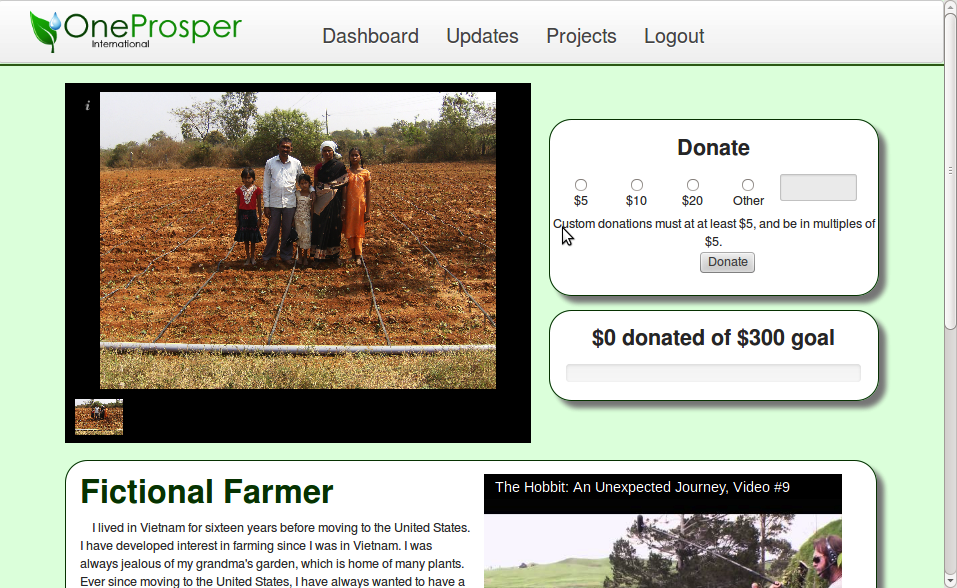 OneProsper
International
Dashboard Updates Projects Logout
i
Donate
$5 $10 $20 Other
Custom donations must at at least $5, and be in multiples of
$5.
Donate
$0 donated of $300 goal
Fictional Farmer
I lived in Vietnam for sixteen years before moving to the United States.
I have developed interest in farming since I was in Vietnam. I was
always jealous of my grandma's garden, which is home of many plants.
Ever since moving to the United States, I have always wanted to have a
The Hobbit: An Unexpected Journey, Video #9